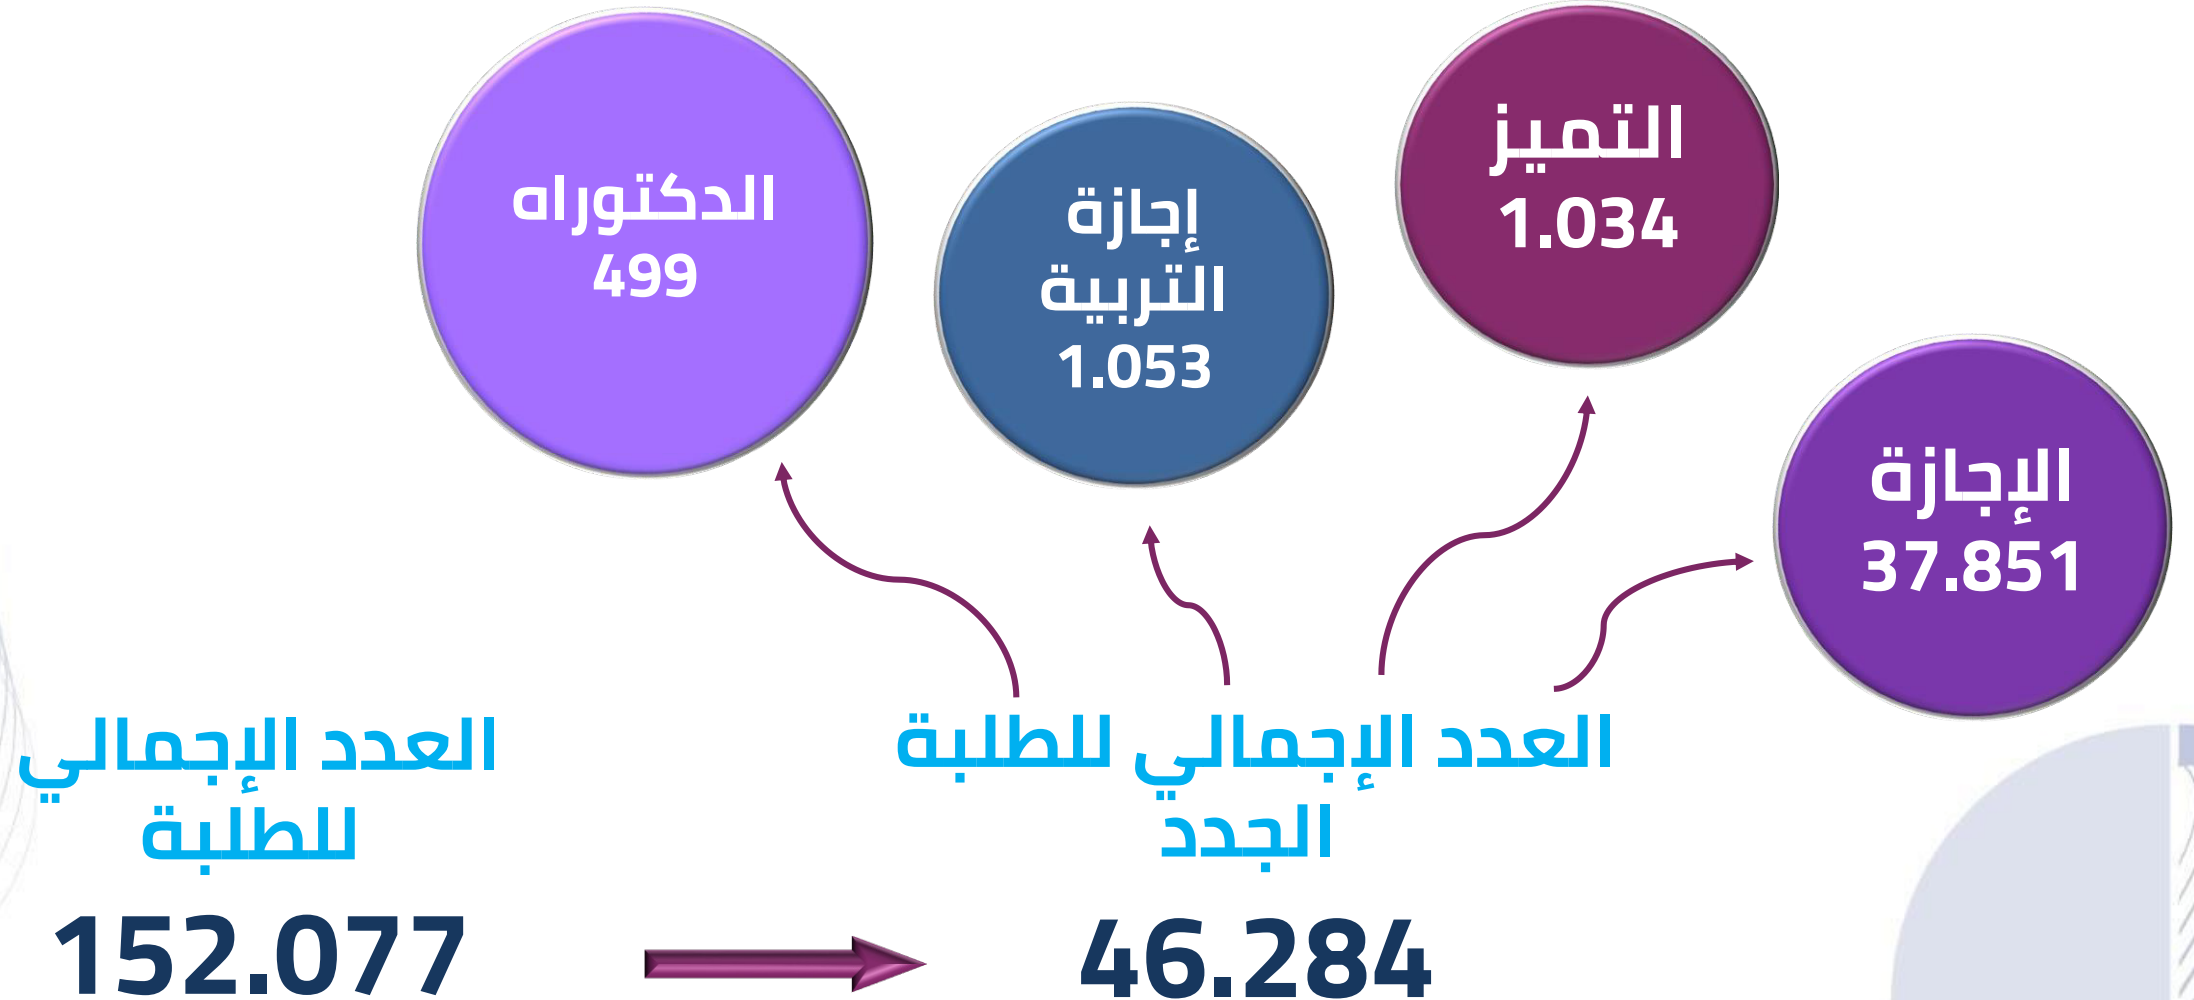 التميز
1.034
الدكتوراه
499
إجازة
التربية
1.053
الإجازة
37.851
العدد الإجمالي للطلبة
الجدد
46.284
العدد الإجمالي
للطلبة
152.077